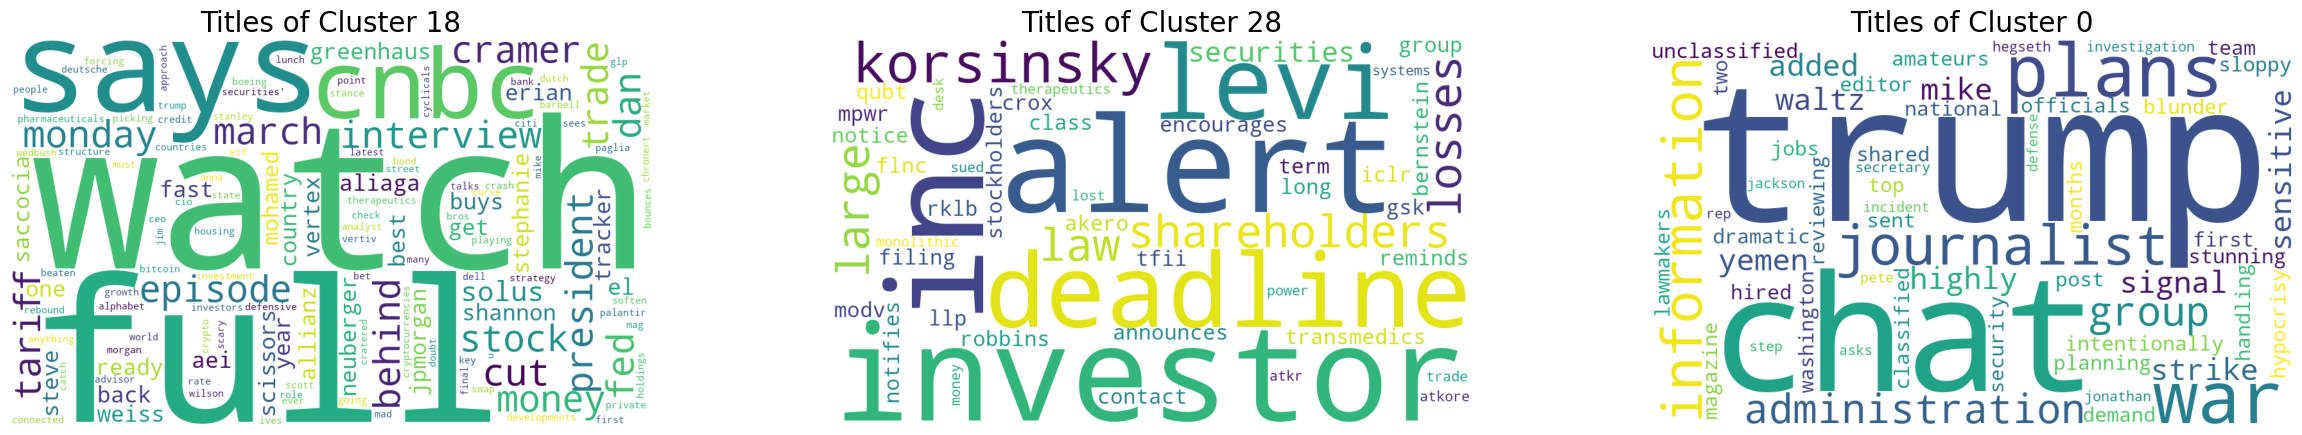 Titles of Cluster 18
says
cnbc
greenhaus
cramer
trade
dan
forcing
deutsche
approach
lunch
boeing
securities'
point
stance
cyclicals
bank
dutch
erian
glp
people
trump
pharmaceuticals
picking
credit
stanley
barbell
citi
sees
monday
march
interview
countries
wedbush
structure
etf
latest
bond
street
mike
paglia
market
chronert
bounces
watch
saccocia
must
anna
state
cio
fast
mohamed
country
vertex
aliaga
talks
crash
curve
therapeutics
buys
stephanie
check
analyst
vertiv
best
get
bros
playing
jim
ceo
housing
president
tracker
beaten
bitcoin
investment
bet
many
dell
strategy
full
tariff
one
episode
growth
alphabet
investors
defensive
solus
el
soften
palantir
mag
rebound
world
scary
crypto
scissors
year
allianz
neuberger
cratered
behind
jpmorgan
cryptocurrencies
doubt
shannon
stock
fed
anything
morgan
aei
ready
steve
catch
advisor
rate
wilson
back
weiss
scott
role
ever
ives
going
mad
key
final
u
swap
cut
money
private
holdings
connected
developments
first
Titles of Cluster 28
korsinsky
levi
securities
group
systems
losses
qubt
desk
therapeutics
mpwr
notice
inc
stockholders
crox
class
encourages
bernstein
large
flnc
sued
alert
term
long
iclr
lost
rklb
gsk
akero
shareholders
monolithic
filing
law
tfii
reminds
deadline
power
modv
llp
notifies
robbins
announces
transmedics
investor
money
contact
atkr
trade
atkore
Titles of Cluster 0
unclassified
two
added
amateurs
editor
hegseth
investigation
team
plans
sloppy
mike
waltz
national
officials
blunder
information
trump
defense
sensitive
jobs
shared
secretary
jackson
top
reviewing
incident
months
rep
sent
lawmakers
dramatic
yemen
journalist
first
stunning
pete
highly
post
signal
hired
washington
chat
classified
security
group
handling
hypocrisy
magazine
step
asks
intentionally
planning
strike
administration
jonathan
demand
war